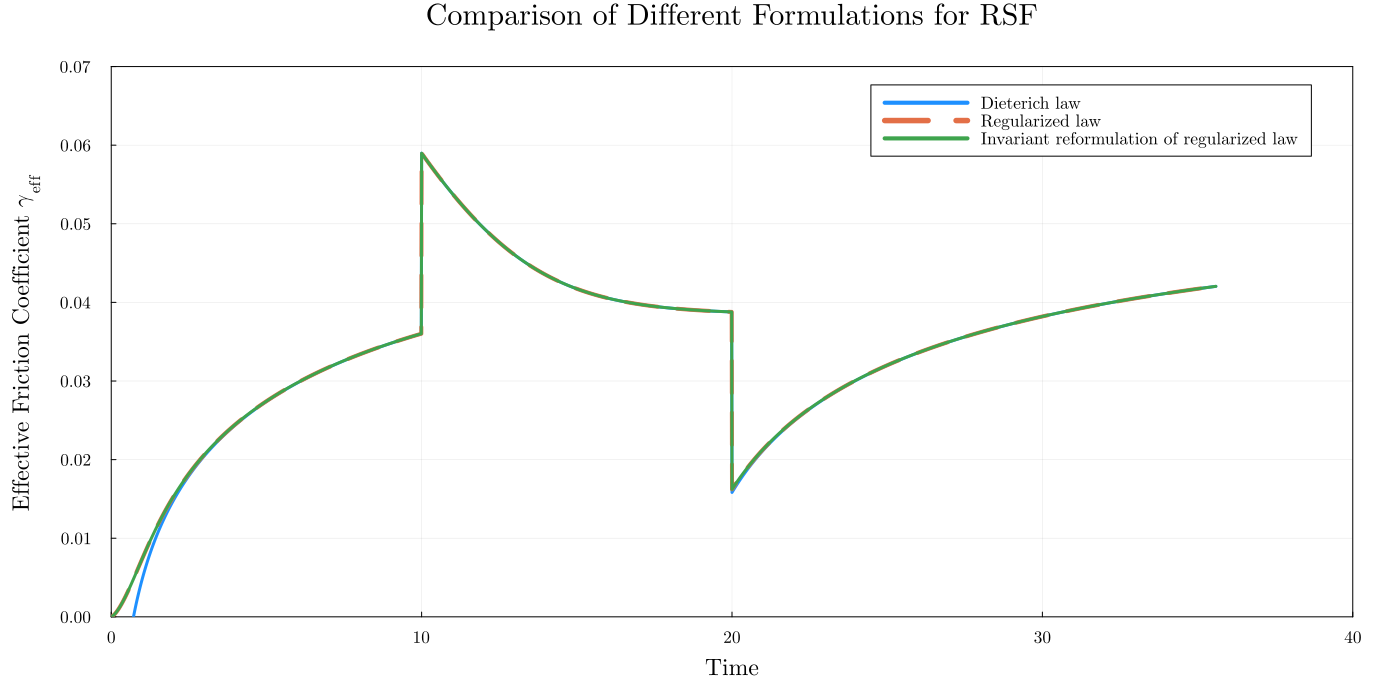 Comparison of Different Formulations for RSF
Dieterich law
Regularized law
Invariant reformulation of regularized law
Effective Friction Coefficient γ_eff
0.07
0.06
0.05
0.04
0.03
0.02
0.01
0.00
0 10 20 30 40
Time